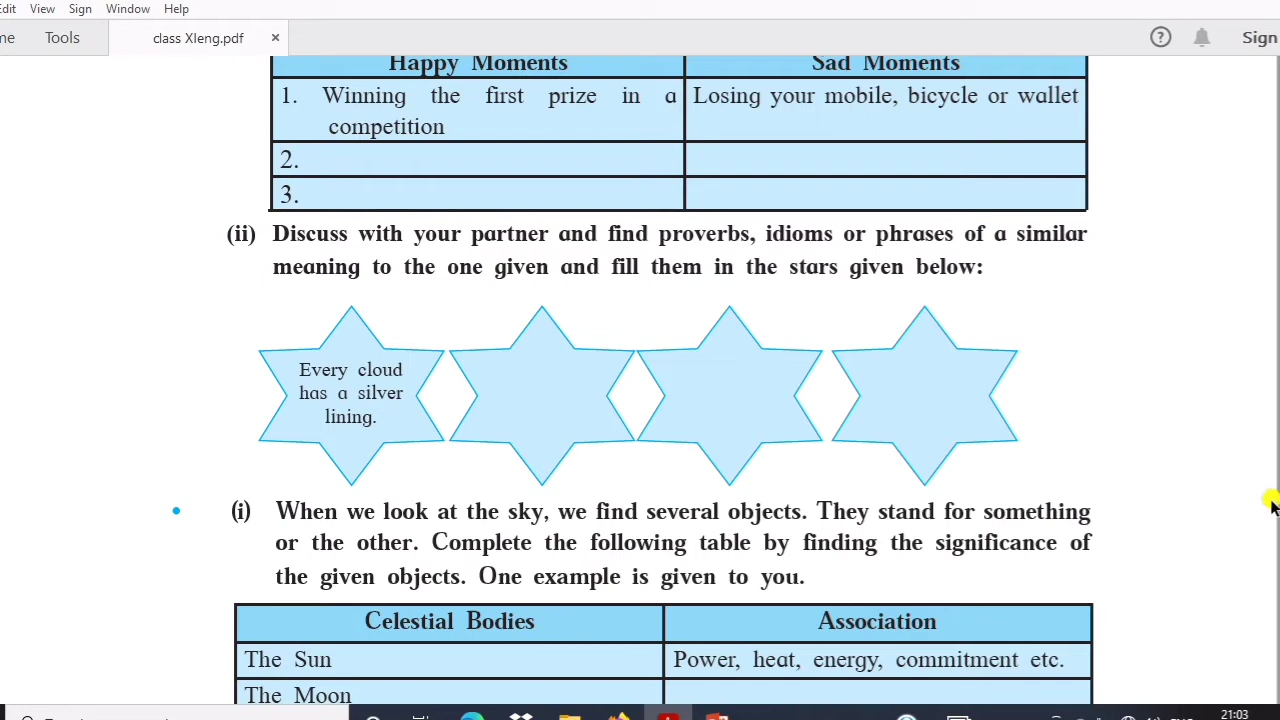 Edit View Sign Window Help
me Tools class XIeng.pdf × ? Sign
Happy Moments Sad Moments
1. Winning the first prize in a Losing your mobile, bicycle or wallet
competition
2.
3.
(ii) Discuss with your partner and find proverbs, idioms or phrases of a similar
meaning to the one given and fill them in the stars given below:
Every cloud
has a silver
lining.
(i) When we look at the sky, we find several objects. They stand for something
or the other. Complete the following table by finding the significance of
the given objects. One example is given to you.
Celestial Bodies Association
The Sun Power, heat, energy, commitment etc.
The Moon
21:03